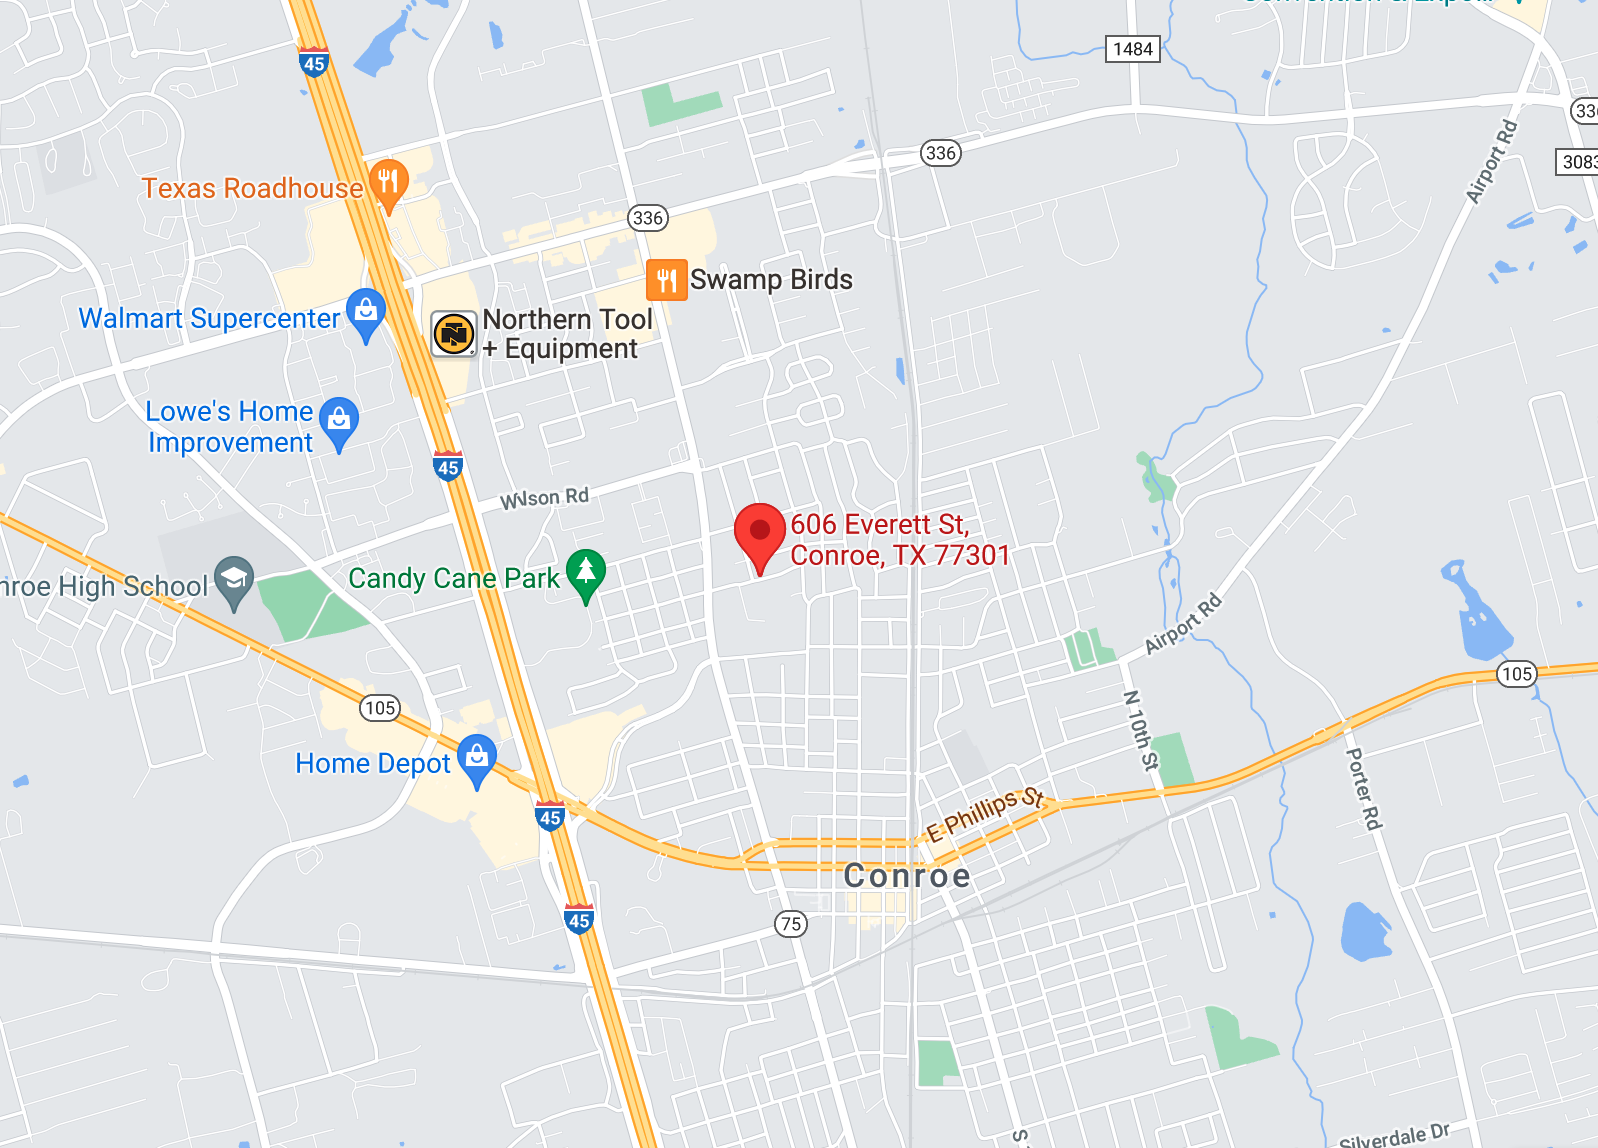 45
1484
336
Airport Rd
3083
Texas Roadhouse
336
336
Swamp Birds
Walmart Supercenter
Northern Tool
+ Equipment
Lowe's Home
Improvement
45
Wilson Rd
606 Everett St,
Conroe, TX 77301
Candy Cane Park
nroe High School
Airport Rd
105
105
N 10th St
Home Depot
Porter Rd
45
E Phillips St
Conroe
45
75
S
Silverdale Dr